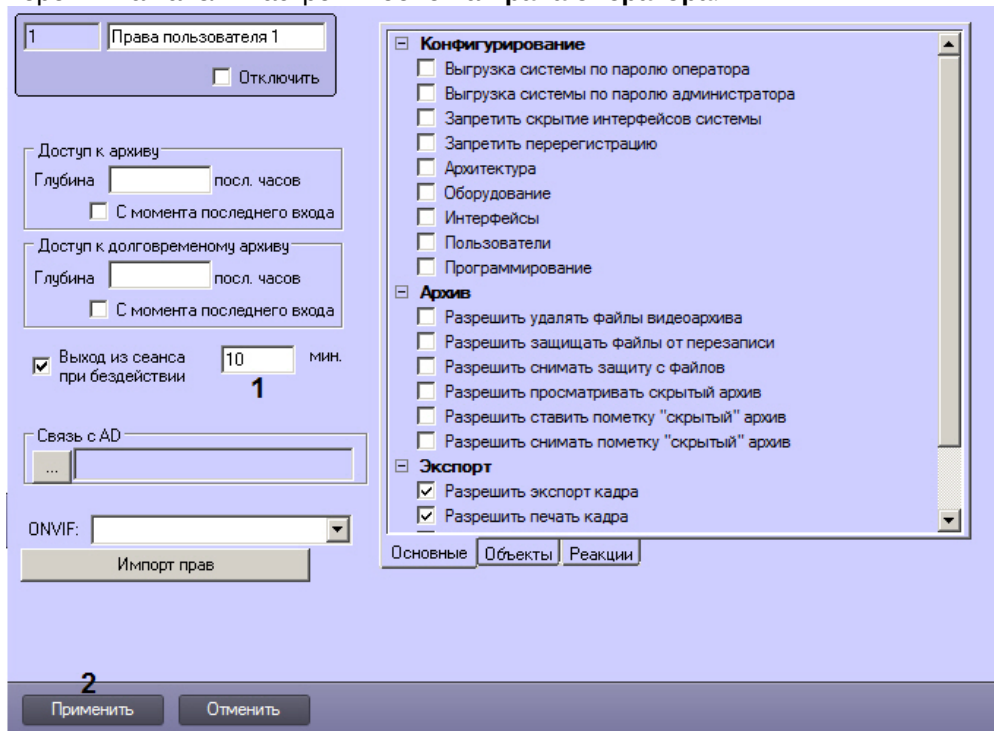 1 Права пользователя 1
Отключить
Доступ к архиву
Глубина посл. часов
С момента последнего входа
Доступ к долговременому архиву
Глубина посл. часов
С момента последнего входа
Выход из сеанса при бездействии 10 мин.
1
Связь с AD
...
ONVIF:
Импорт прав
Конфигурирование
Выгрузка системы по паролю оператора
Выгрузка системы по паролю администратора
Запретить скрытие интерфейсов системы
Запретить перерегистрацию
Архитектура
Оборудование
Интерфейсы
Пользователи
Программирование
Архив
Разрешить удалять файлы видеоархива
Разрешить защищать файлы от перезаписи
Разрешить снимать защиту с файлов
Разрешить просматривать скрытый архив
Разрешить ставить пометку "скрытый" архив
Разрешить снимать пометку "скрытый" архив
Экспорт
Разрешить экспорт кадра
Разрешить печать кадра
Основные Объекты Реакции
2
Применить Отменить